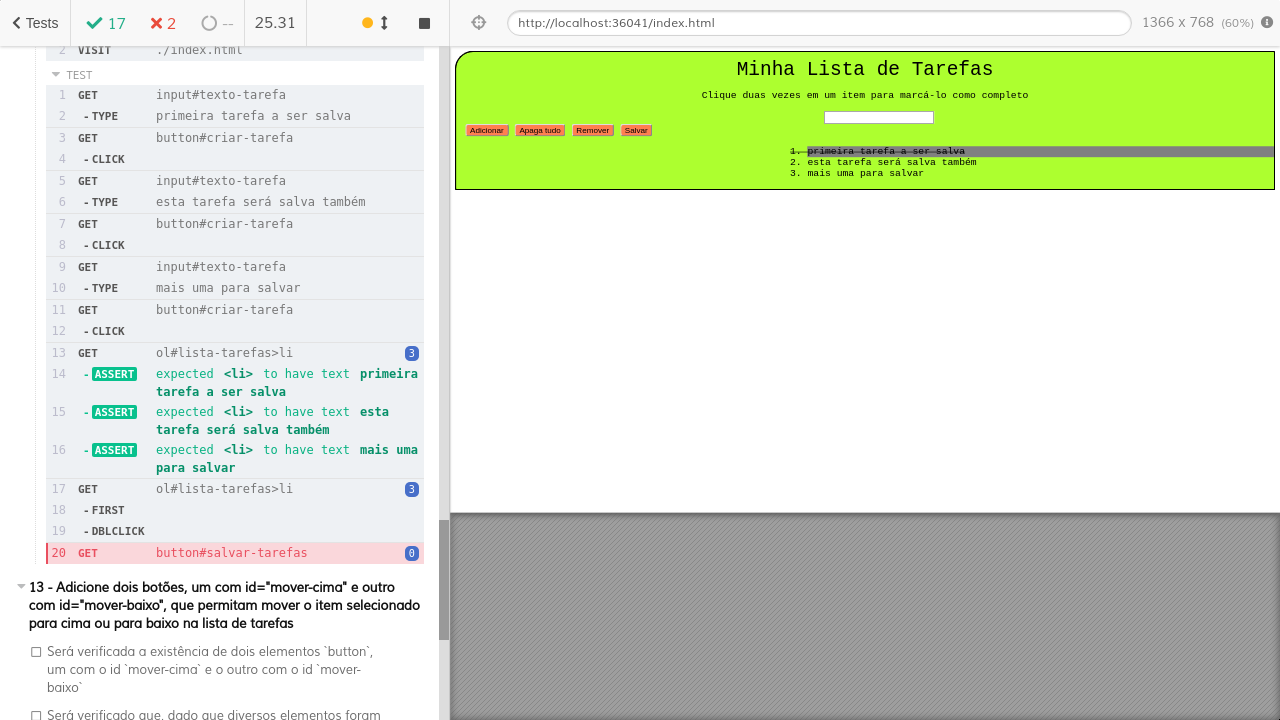 Tests 17 2 -- 25.31 http://localhost:36041/index.html 1366 x 768 (60%)
2 VISIT ./index.html
TEST
1 GET input#texto-tarefa
2 -TYPE primeira tarefa a ser salva
3 GET button#criar-tarefa
4 -CLICK
5 GET input#texto-tarefa
6 -TYPE esta tarefa será salva também
7 GET button#criar-tarefa
8 -CLICK
9 GET input#texto-tarefa
10 -TYPE mais uma para salvar
11 GET button#criar-tarefa
12 -CLICK
13 GET ol#lista-tarefas>li 3
14 -ASSERT expected <li> to have text primeira
tarefa a ser salva
15 -ASSERT expected <li> to have text esta
tarefa será salva também
16 -ASSERT expected <li> to have text mais uma
para salvar
17 GET ol#lista-tarefas>li 3
18 -FIRST
19 -DBLCLICK
20 GET button#salvar-tarefas 0
13 - Adicione dois botões, um com id="mover-cima" e outro
com id="mover-baixo", que permitam mover o item selecionado
para cima ou para baixo na lista de tarefas
Será verificada a existência de dois elementos `button`,
um com o id `mover-cima` e o outro com o id `mover-
baixo`
Será verificado que, dado que diversos elementos foram
Minha Lista de Tarefas
Clique duas vezes em um item para marcá-lo como completo
Adicionar Apaga tudo Remover Salvar
1. primeira tarefa a ser salva
2. esta tarefa será salva também
3. mais uma para salvar